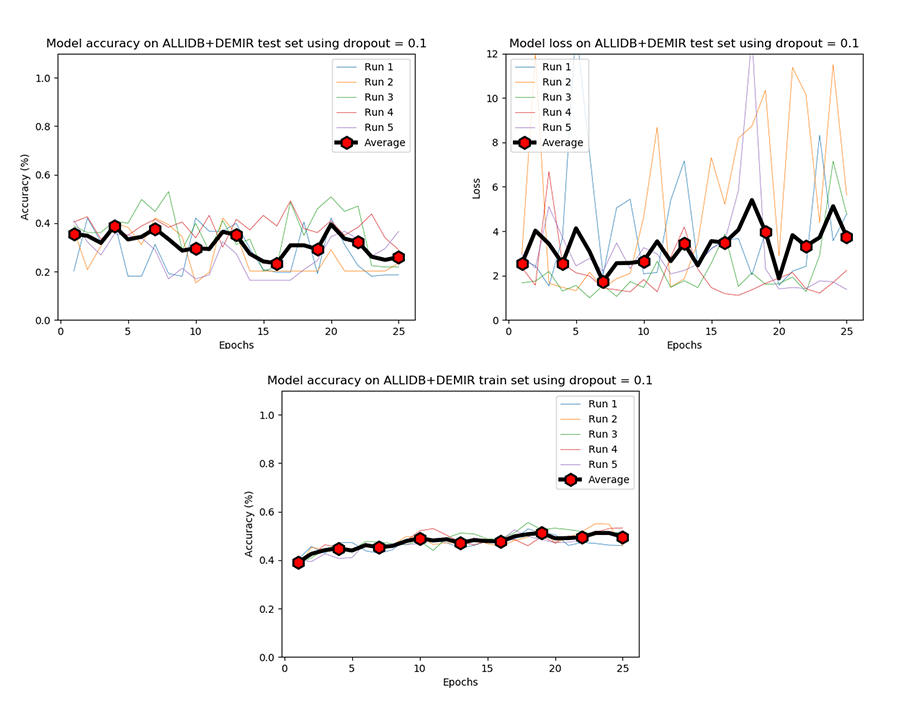 Model accuracy on ALLIDB+DEMIR test set using dropout = 0.1
Accuracy (%)
1.0
0.8
0.6
0.4
0.2
0.0
0 5 10 15 20 25
Epochs
Run 1
Run 2
Run 3
Run 4
Run 5
Average
Model loss on ALLIDB+DEMIR test set using dropout = 0.1
Loss
12
10
8
6
4
2
0
0 5 10 15 20 25
Epochs
Run 1
Run 2
Run 3
Run 4
Run 5
Average
Model accuracy on ALLIDB+DEMIR train set using dropout = 0.1
Accuracy (%)
1.0
0.8
0.6
0.4
0.2
0.0
0 5 10 15 20 25
Epochs
Run 1
Run 2
Run 3
Run 4
Run 5
Average